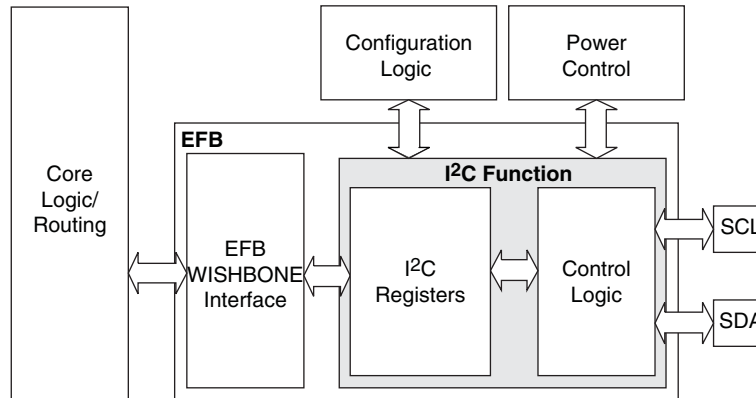 Configuration
Logic
Power
Control
EFB
I²C Function
Core
Logic/
Routing
EFB
WISHBONE
Interface
I²C
Registers
Control
Logic
SCL
SDA